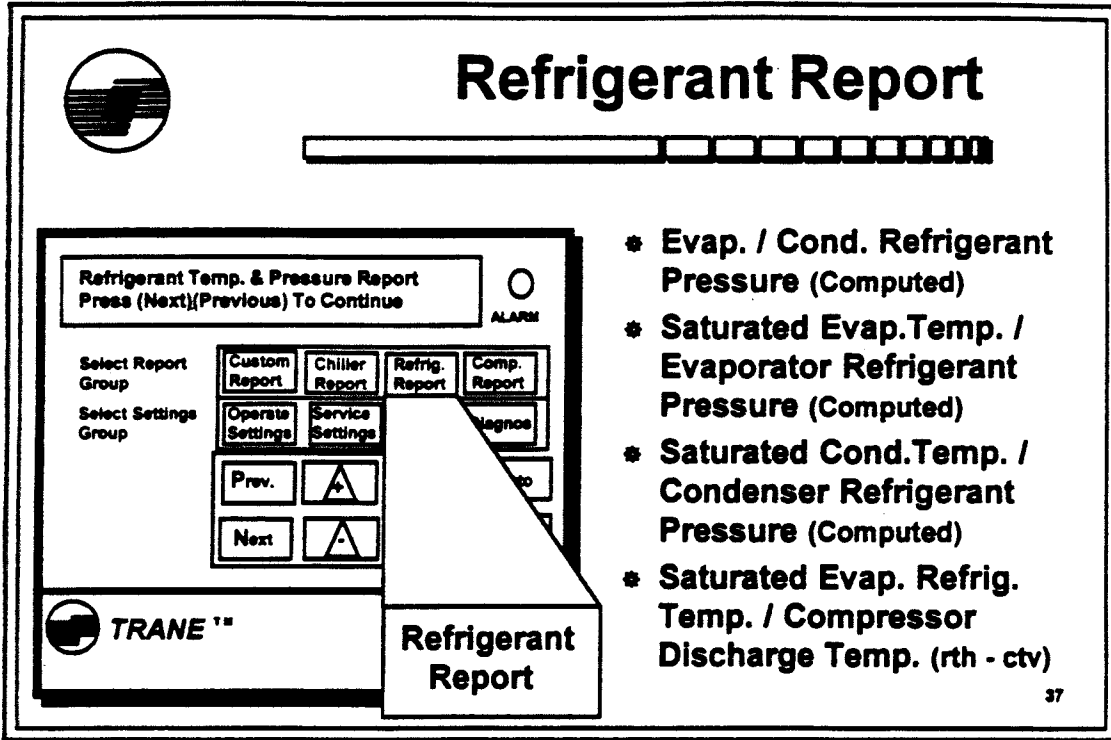 Refrigerant Report
Refrigerant Temp. & Pressure Report
Press (Next)(Previous) To Continue
ALARM
Select Report
Group
Custom
Report
Chiller
Report
Refrig.
Report
Comp.
Report
Select Settings
Group
Operate
Settings
Service
Settings
Prev.
+
Next
-
TRANE ™
Refrigerant
Report
* Evap. / Cond. Refrigerant
Pressure (Computed)
* Saturated Evap.Temp. /
Evaporator Refrigerant
Pressure (Computed)
* Saturated Cond.Temp. /
Condenser Refrigerant
Pressure (Computed)
* Saturated Evap. Refrig.
Temp. / Compressor
Discharge Temp. (rth - ctv)
37